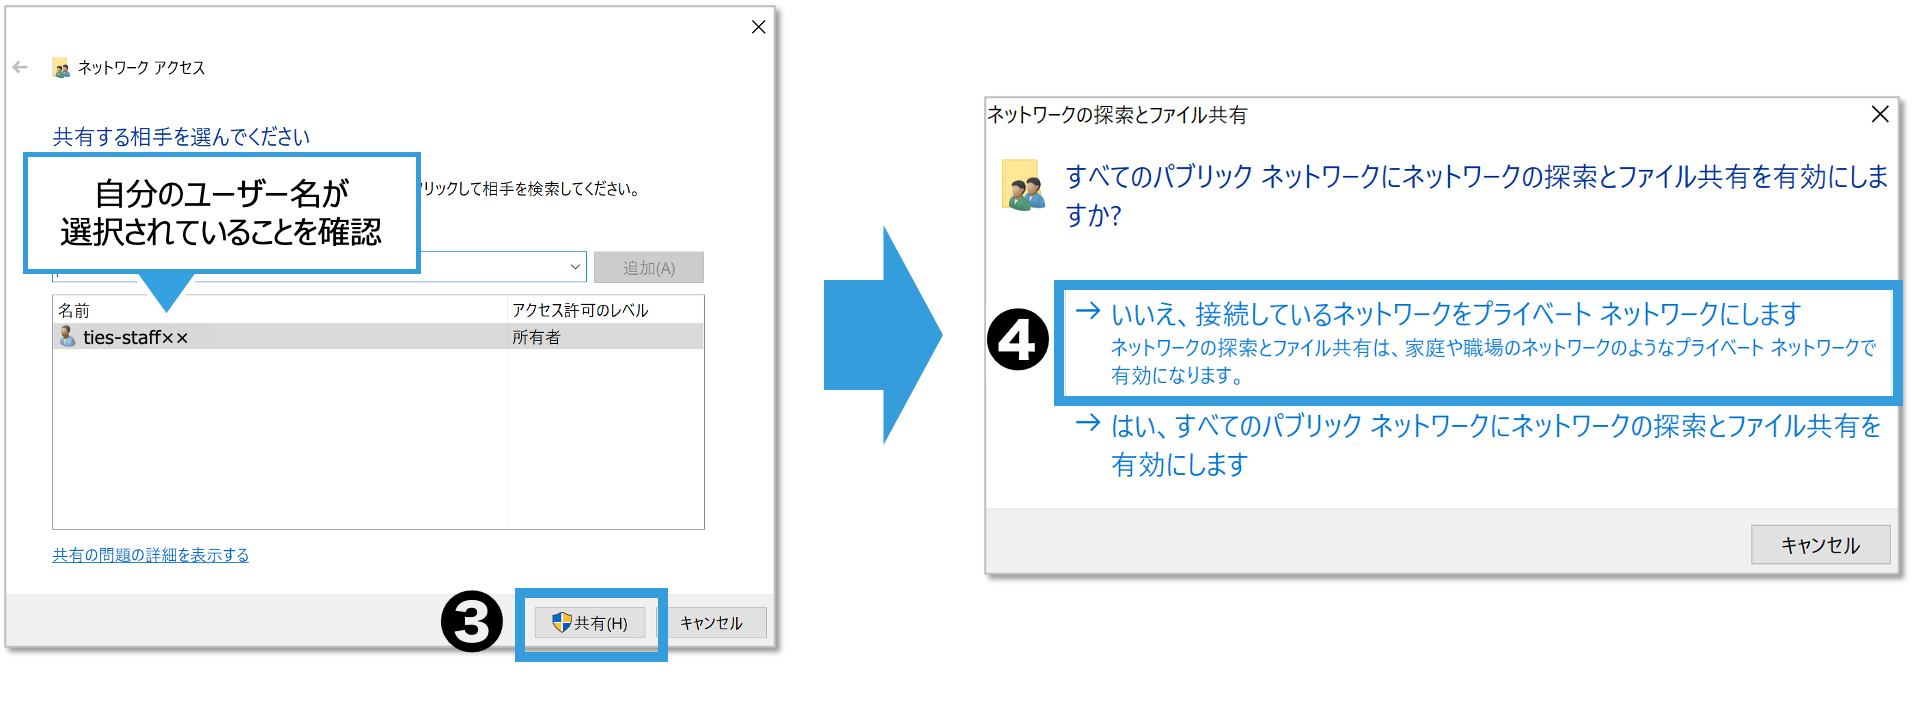 ネットワーク アクセス
共有する相手を選んでください
自分のユーザー名が
選択されていることを確認
リックして相手を検索してください。
追加(A)
名前 アクセス許可のレベル
ties-staff×× 所有者
共有の問題の詳細を表示する
❸
共有(H) キャンセル
ネットワークの探索とファイル共有
すべてのパブリック ネットワークにネットワークの探索とファイル共有を有効にしま
すか?
❹
→ いいえ、接続しているネットワークをプライベート ネットワークにします
ネットワークの探索とファイル共有は、家庭や職場のネットワークのようなプライベート ネットワークで
有効になります。
→ はい、すべてのパブリック ネットワークにネットワークの探索とファイル共有を
有効にします
キャンセル